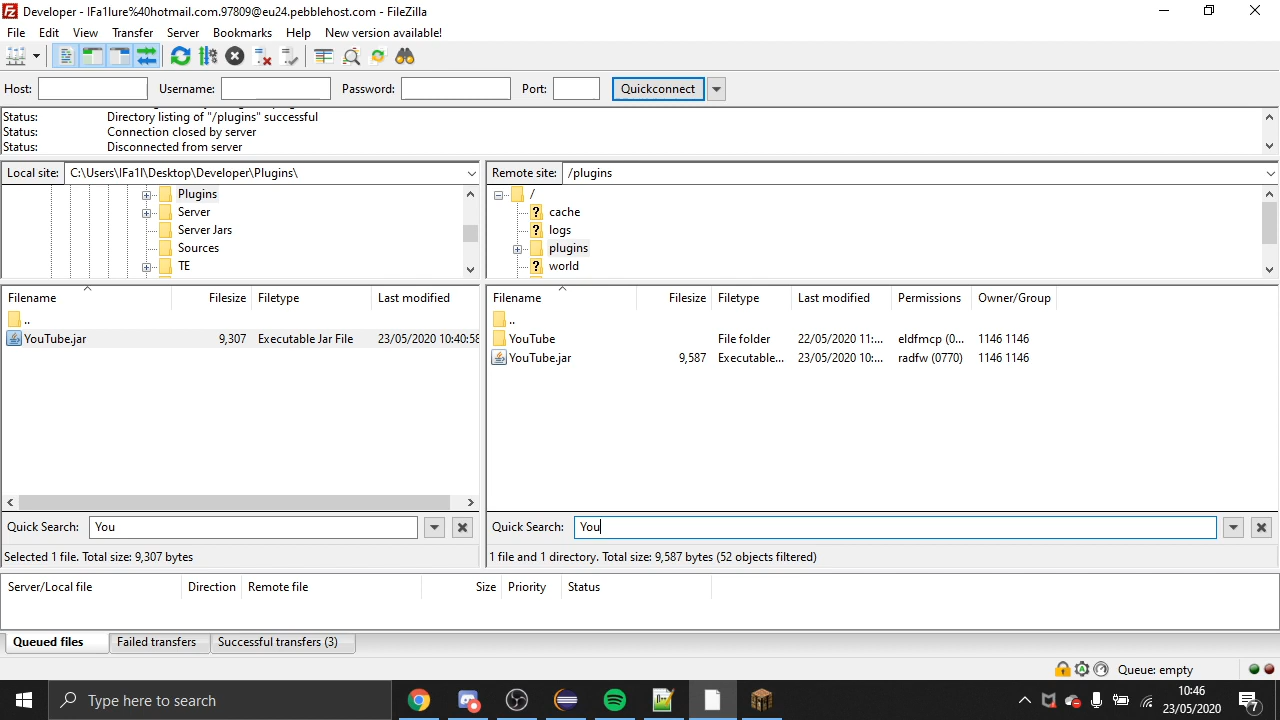 Developer - IFa1lure%40hotmail.com.97809@eu24.pebblehost.com - FileZilla
File Edit View Transfer Server Bookmarks Help New version available!
Host: Username: Password: Port: Quickconnect
Status: Directory listing of "/plugins" successful
Status: Connection closed by server
Status: Disconnected from server
Local site: C:\Users\IFa1l\Desktop\Developer\Plugins\
Plugins
Server
Server Jars
Sources
TE
Remote site: /plugins
/
cache
logs
plugins
world
Filename Filesize Filetype Last modified
..
YouTube.jar 9,307 Executable Jar File 23/05/2020 10:40:58
Quick Search: You
Selected 1 file. Total size: 9,307 bytes
Filename Filesize Filetype Last modified Permissions Owner/Group
..
YouTube File folder 22/05/2020 11:... eldfmcp (0... 1146 1146
YouTube.jar 9,587 Executable... 23/05/2020 10:... radfw (0770) 1146 1146
Quick Search: You
1 file and 1 directory. Total size: 9,587 bytes (52 objects filtered)
Server/Local file Direction Remote file Size Priority Status
Queued files Failed transfers Successful transfers (3)
Queue: empty
Type here to search
10:46
23/05/2020
7